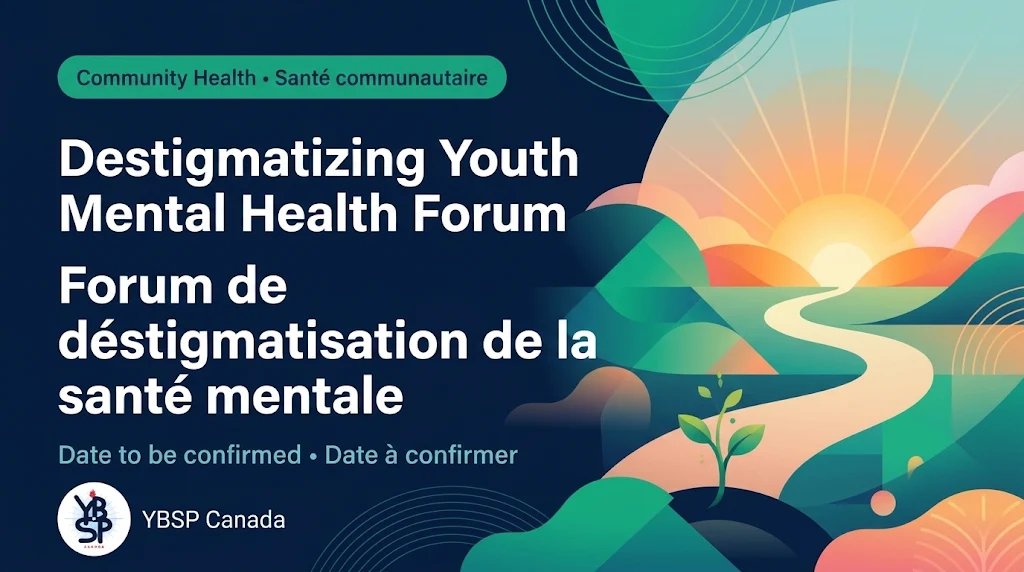 Community Health • Santé communautaire
Destigmatizing Youth
Mental Health Forum
Forum de
déstigmatisation de la
santé mentale
Date to be confirmed • Date à confirmer
YBSP
YBSP Canada